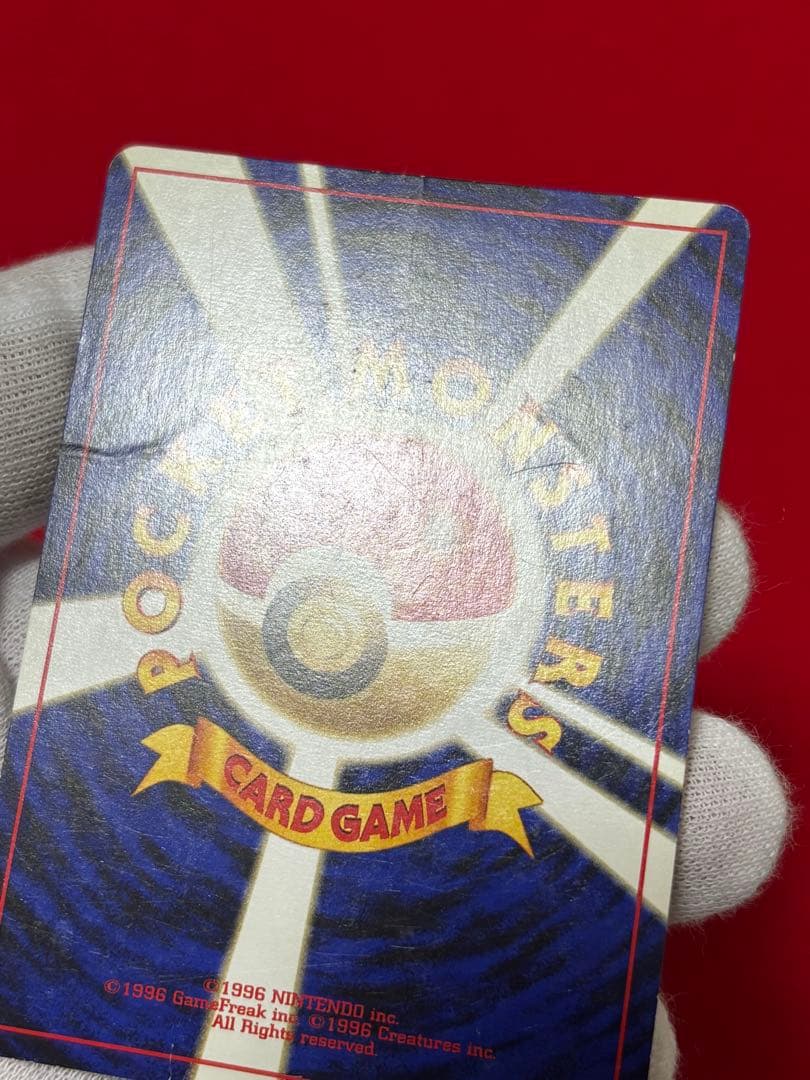 POCKET MONSTERS
CARD GAME
©1996 NINTENDO inc.
©1996 GameFreak inc. ©1996 Creatures inc.
All Rights reserved.